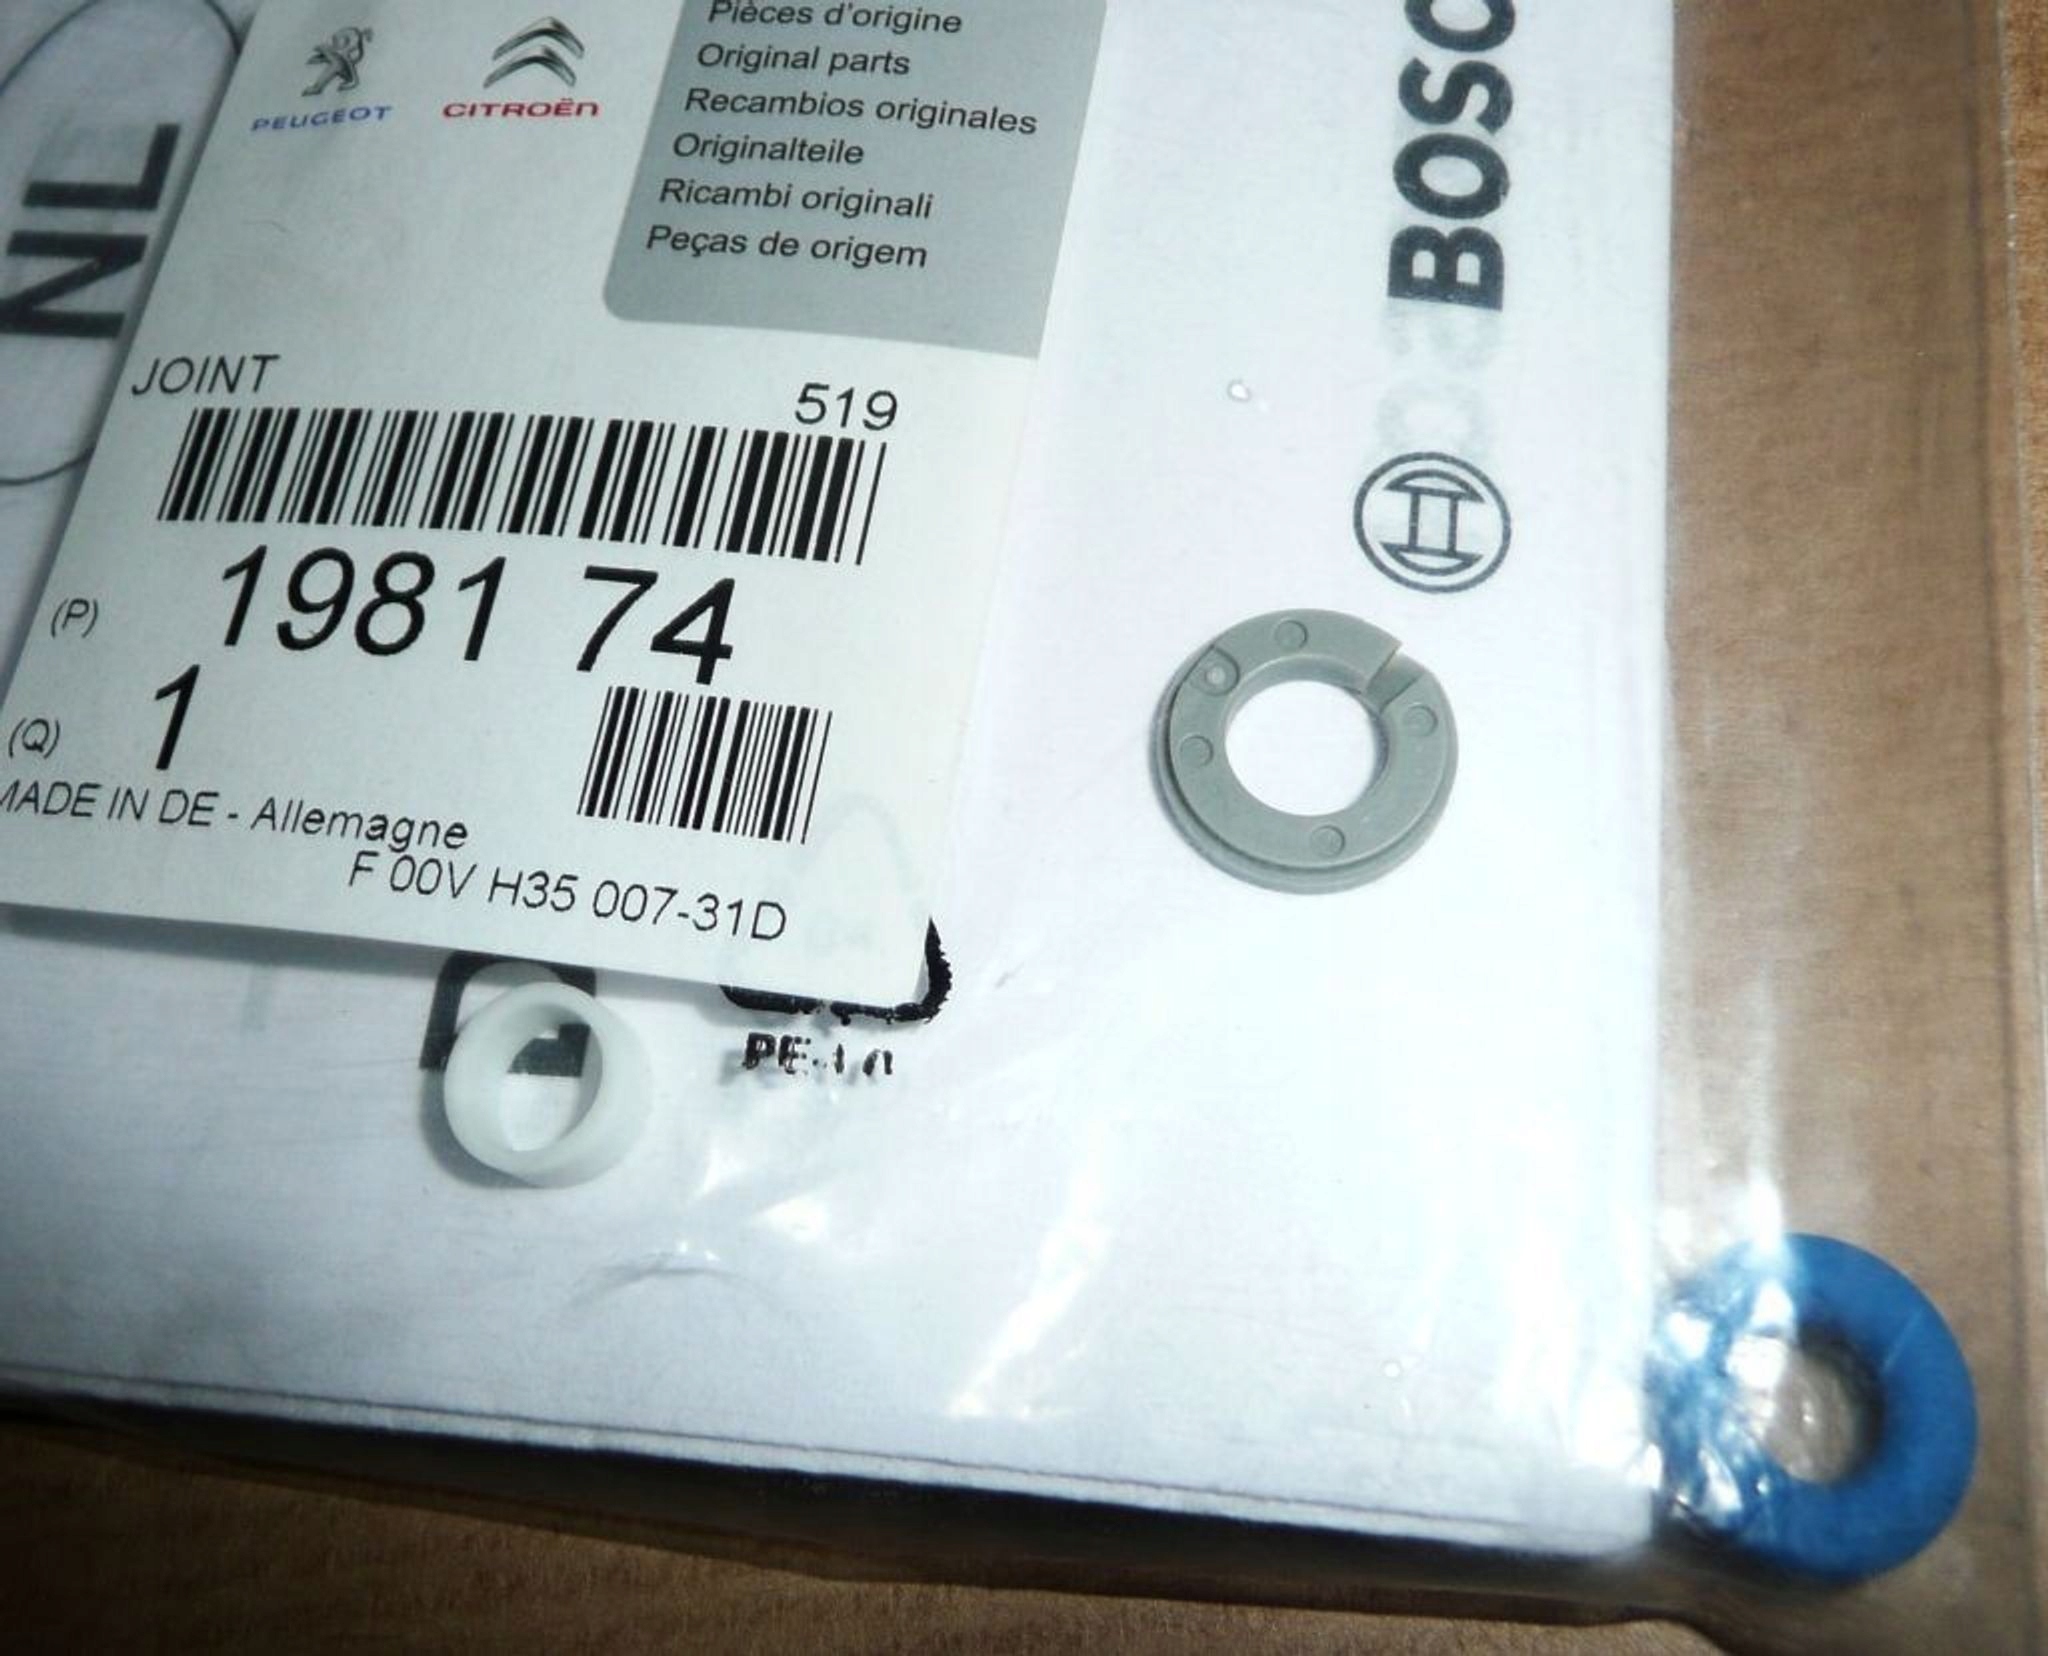 PEUGEOT
CITROËN
Pièces d'origine
Original parts
Recambios originales
Originalteile
Ricambi originali
Peças de origem
NL
JOINT
519
(P) 1981 74
(Q) 1
MADE IN DE - Allemagne
F 00V H35 007-31D
BOSC